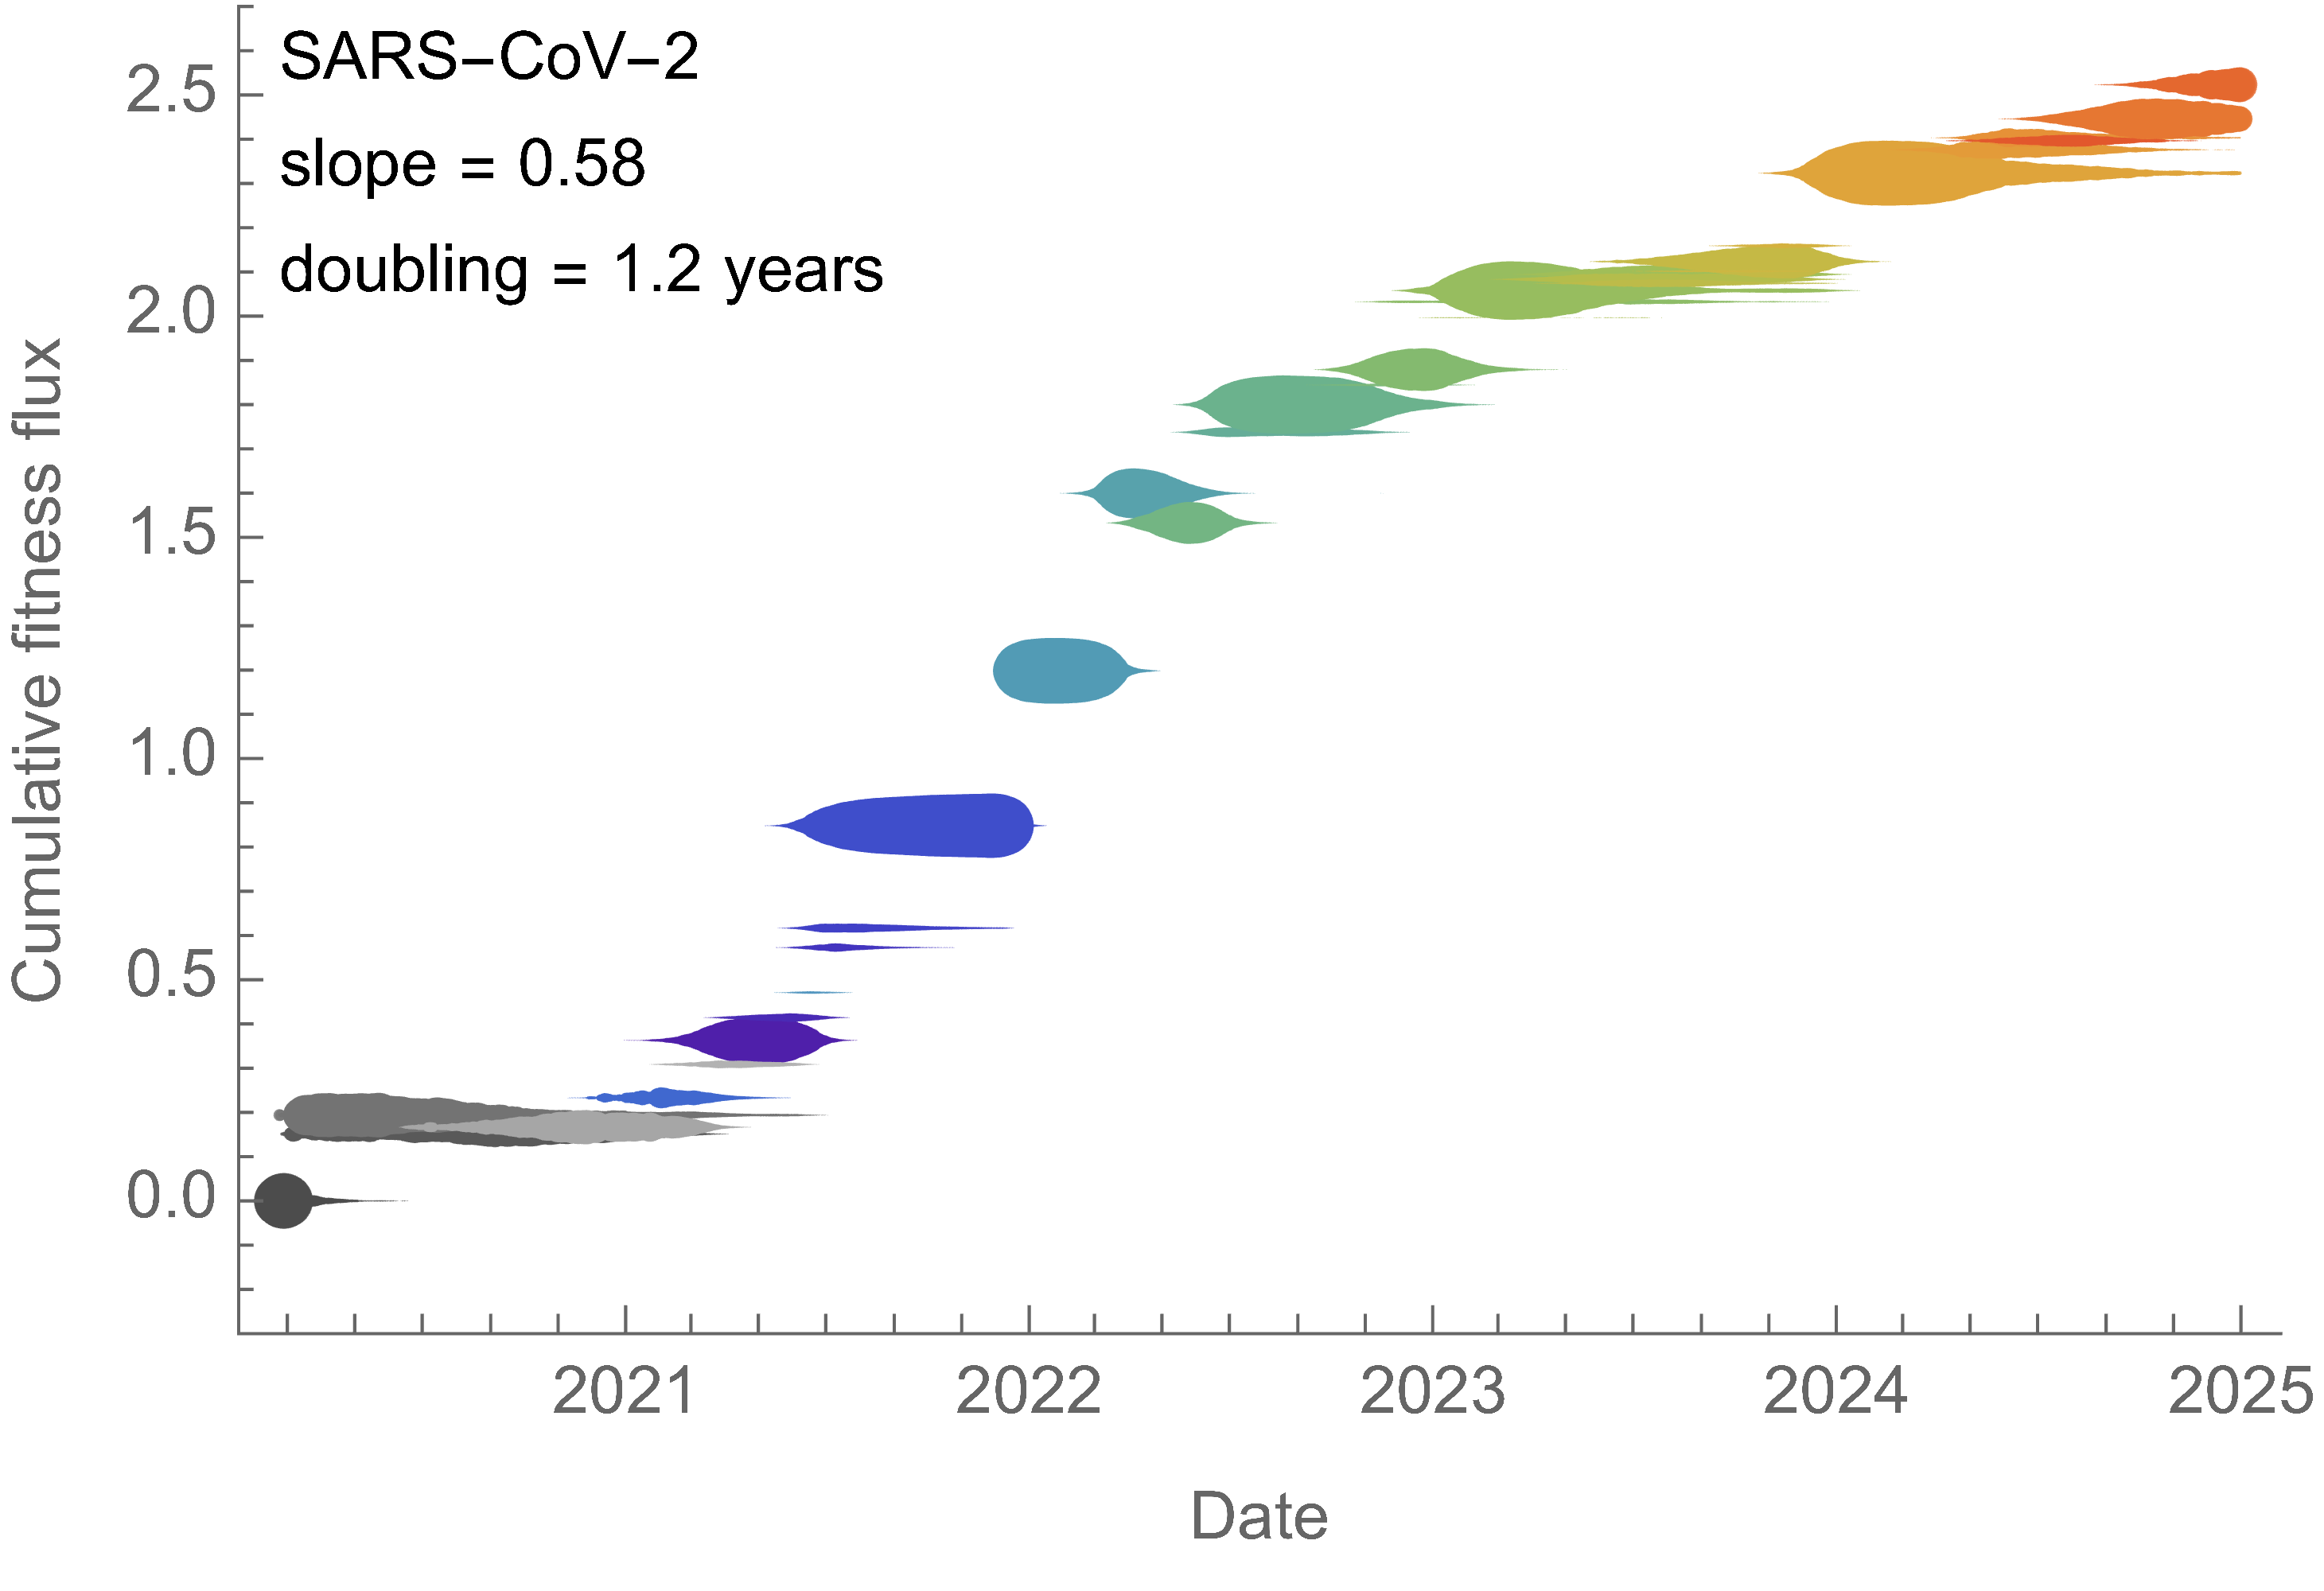 SARS−CoV−2
slope = 0.58
doubling = 1.2 years
Cumulative fitness flux
2.5
2.0
1.5
1.0
0.5
0.0
2021 2022 2023 2024 2025
Date